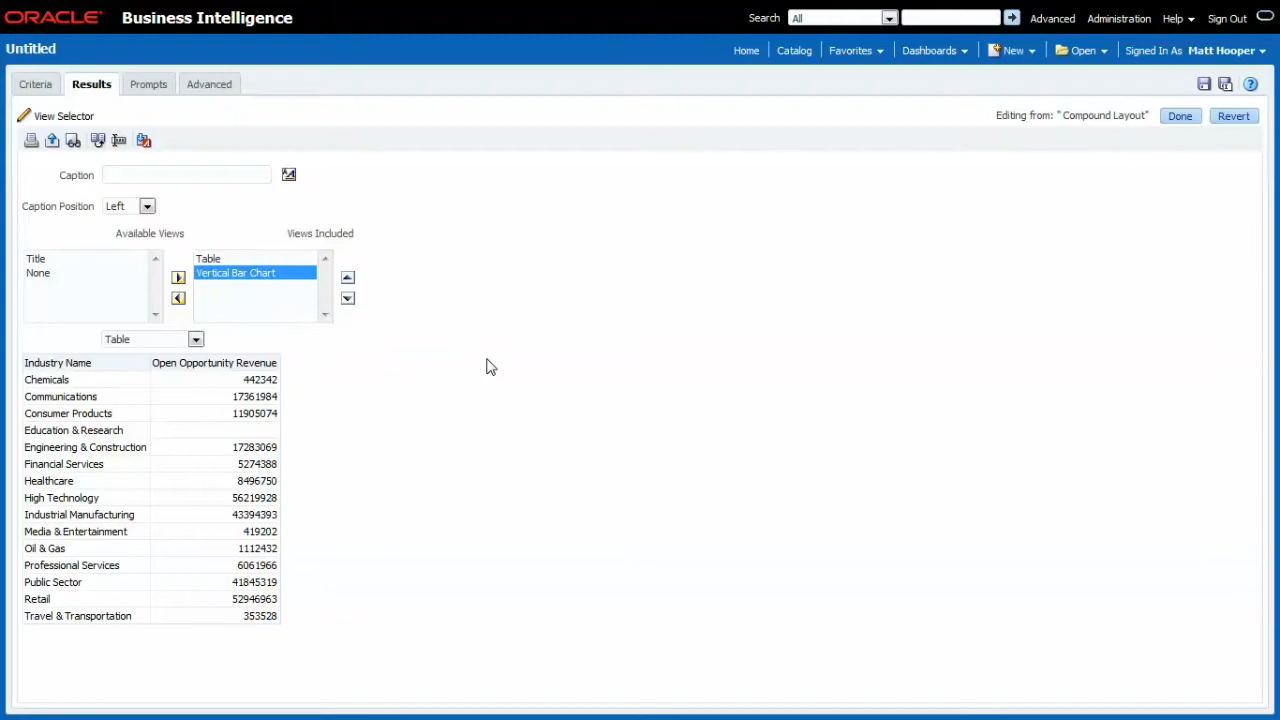 ORACLE Business Intelligence Search All Advanced Administration Help Sign Out
Untitled Home Catalog Favorites Dashboards New Open Signed In As Matt Hooper
Criteria Results Prompts Advanced
View Selector Editing from: "Compound Layout" Done Revert
Caption
Caption Position Left
Available Views Views Included
Title Table
None Vertical Bar Chart
Table
Industry Name Open Opportunity Revenue
Chemicals 442342
Communications 17361984
Consumer Products 11905074
Education & Research
Engineering & Construction 17283069
Financial Services 5274388
Healthcare 8496750
High Technology 56219928
Industrial Manufacturing 43394393
Media & Entertainment 419202
Oil & Gas 1112432
Professional Services 6061966
Public Sector 41845319
Retail 52946963
Travel & Transportation 353528